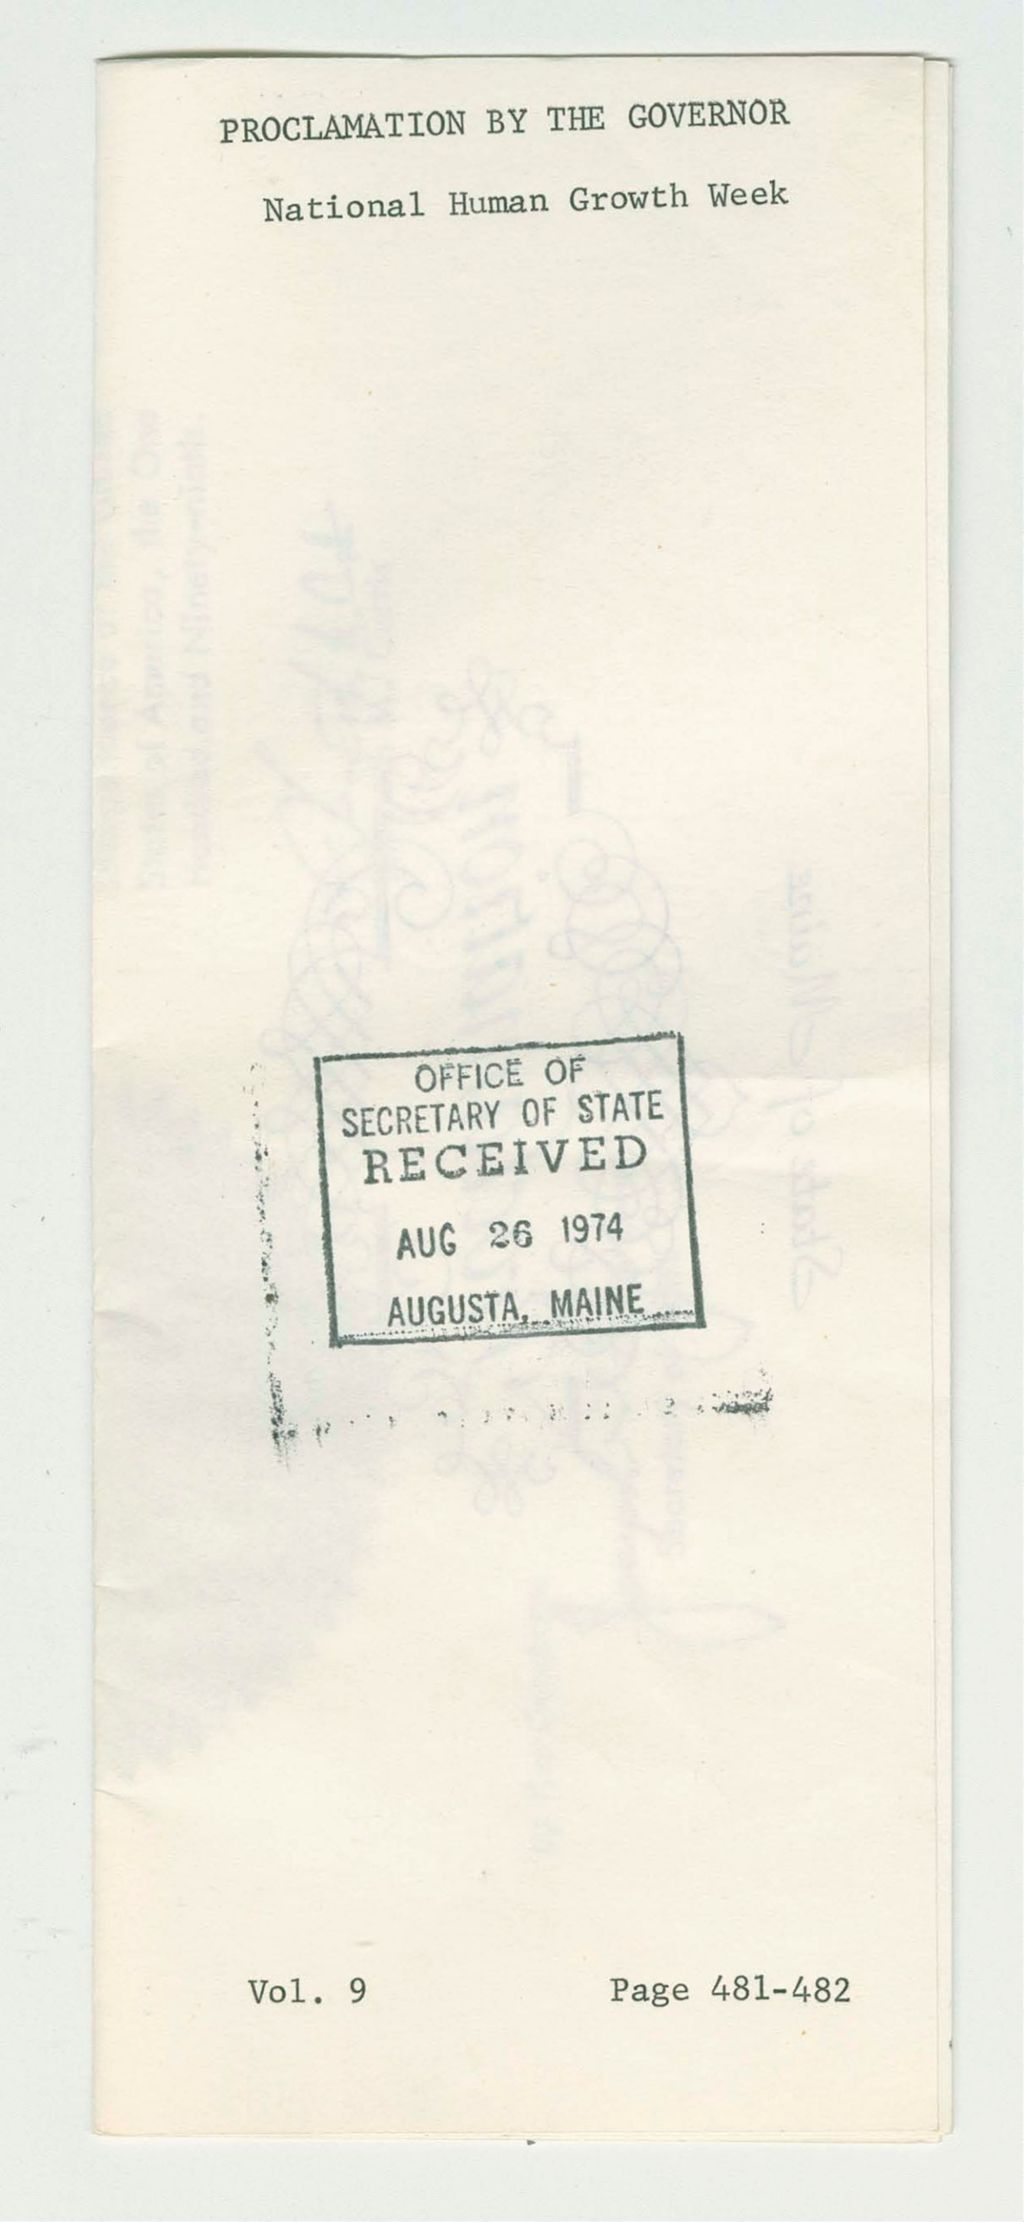 PROCLAMATION BY THE GOVERNOR
National Human Growth Week
OFFICE OF
SECRETARY OF STATE
RECEIVED
AUG 26 1974
AUGUSTA, MAINE
Vol. 9 Page 481-482